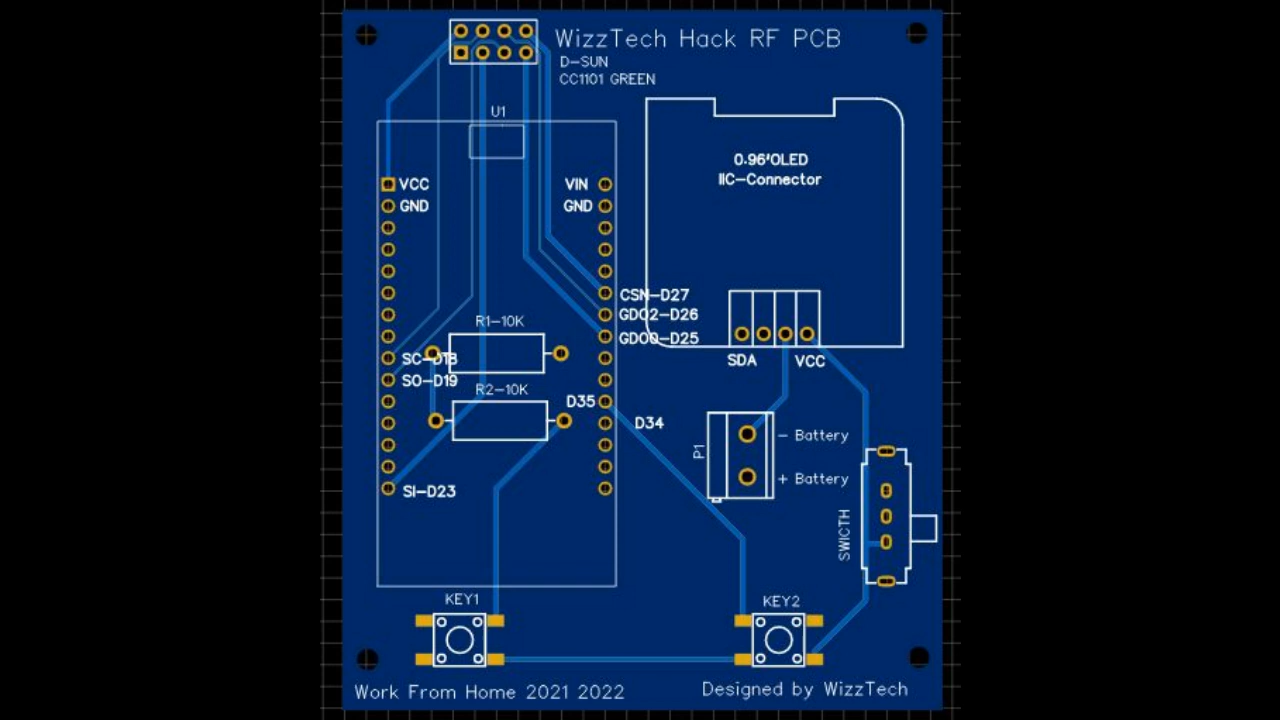 WizzTech Hack RF PCB
D-SUN
CC1101 GREEN
U1
0.96'OLED
IIC-Connector
VCC
VIN
GND
GND
CSN-D27
GDO2-D26
R1-10K
GDO0-D25
SC-D18
SDA
VCC
SO-D19
R2-10K
D35
D34
P1
- Battery
+ Battery
SI-D23
SWICTH
KEY1
KEY2
Work From Home 2021 2022
Designed by WizzTech